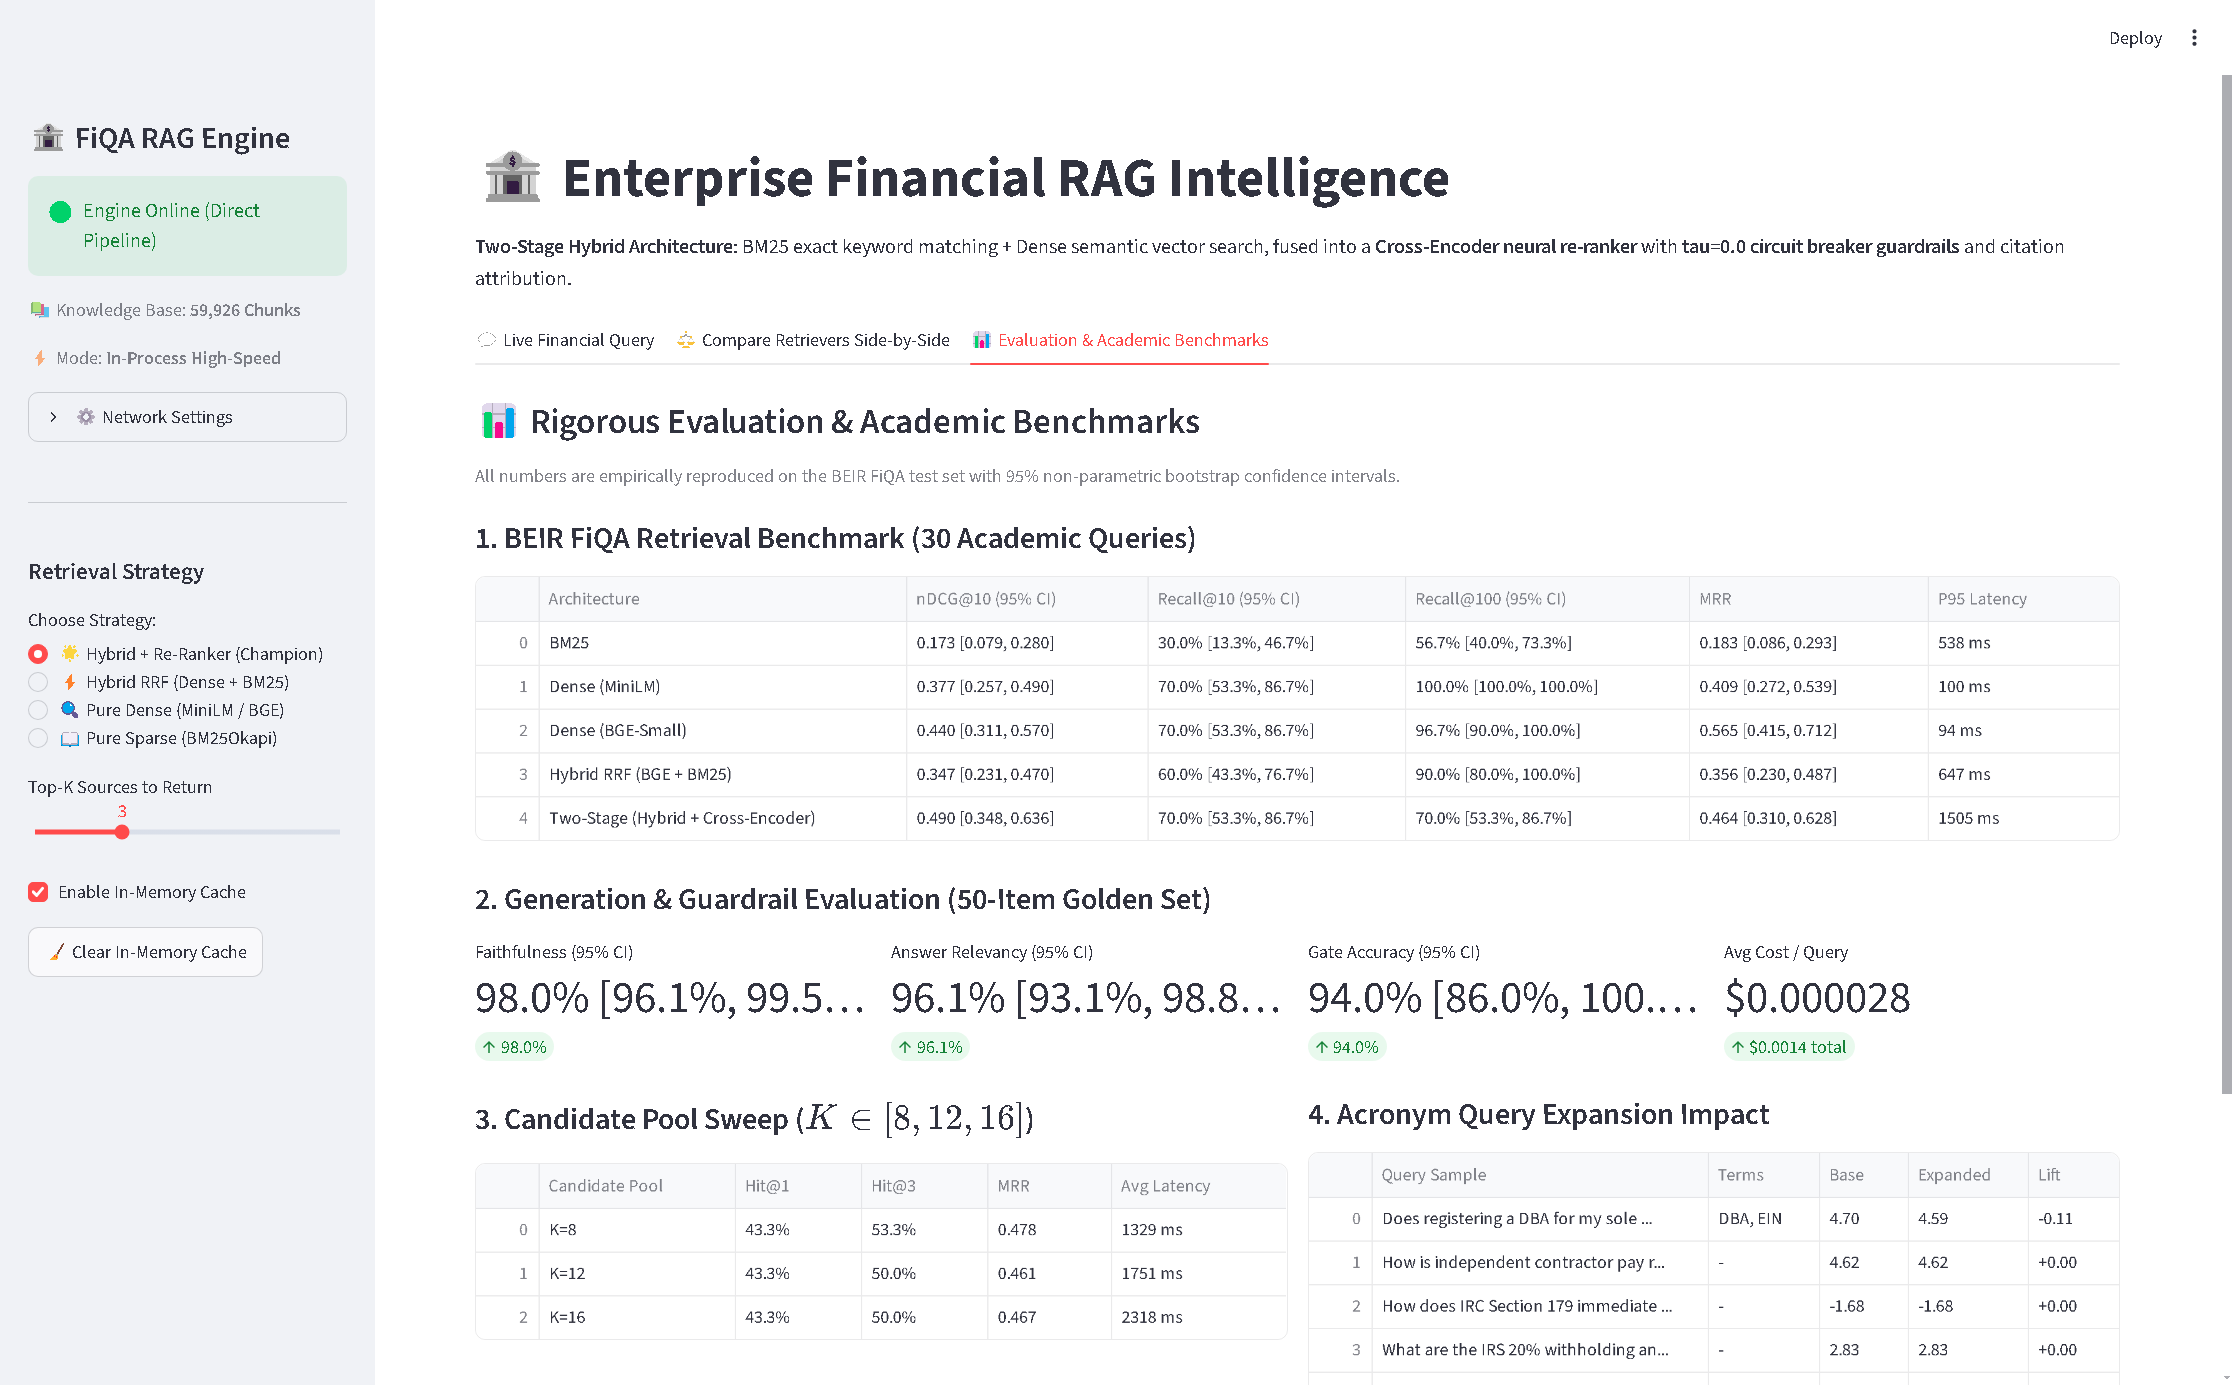 Deploy
FiQA RAG Engine
Engine Online (Direct
Pipeline)
Knowledge Base: 59,926 Chunks
Mode: In-Process High-Speed
Network Settings
Retrieval Strategy
Choose Strategy:
Hybrid + Re-Ranker (Champion)
Hybrid RRF (Dense + BM25)
Pure Dense (MiniLM / BGE)
Pure Sparse (BM25Okapi)
Top-K Sources to Return
3
Enable In-Memory Cache
Clear In-Memory Cache
Enterprise Financial RAG Intelligence
Two-Stage Hybrid Architecture: BM25 exact keyword matching + Dense semantic vector search, fused into a Cross-Encoder neural re-ranker with tau=0.0 circuit breaker guardrails and citation
attribution.
Live Financial Query Compare Retrievers Side-by-Side Evaluation & Academic Benchmarks
Rigorous Evaluation & Academic Benchmarks
All numbers are empirically reproduced on the BEIR FiQA test set with 95% non-parametric bootstrap confidence intervals.
1. BEIR FiQA Retrieval Benchmark (30 Academic Queries)
Architecture nDCG@10 (95% CI) Recall@10 (95% CI) Recall@100 (95% CI) MRR P95 Latency
0 BM25 0.173 [0.079, 0.280] 30.0% [13.3%, 46.7%] 56.7% [40.0%, 73.3%] 0.183 [0.086, 0.293] 538 ms
1 Dense (MiniLM) 0.377 [0.257, 0.490] 70.0% [53.3%, 86.7%] 100.0% [100.0%, 100.0%] 0.409 [0.272, 0.539] 100 ms
2 Dense (BGE-Small) 0.440 [0.311, 0.570] 70.0% [53.3%, 86.7%] 96.7% [90.0%, 100.0%] 0.565 [0.415, 0.712] 94 ms
3 Hybrid RRF (BGE + BM25) 0.347 [0.231, 0.470] 60.0% [43.3%, 76.7%] 90.0% [80.0%, 100.0%] 0.356 [0.230, 0.487] 647 ms
4 Two-Stage (Hybrid + Cross-Encoder) 0.490 [0.348, 0.636] 70.0% [53.3%, 86.7%] 70.0% [53.3%, 86.7%] 0.464 [0.310, 0.628] 1505 ms
2. Generation & Guardrail Evaluation (50-Item Golden Set)
Faithfulness (95% CI) Answer Relevancy (95% CI) Gate Accuracy (95% CI) Avg Cost / Query
98.0% [96.1%, 99.5... 96.1% [93.1%, 98.8... 94.0% [86.0%, 100.... $0.000028
↑ 98.0% ↑ 96.1% ↑ 94.0% ↑ $0.0014 total
3. Candidate Pool Sweep (K ∈ [8, 12, 16])
Candidate Pool Hit@1 Hit@3 MRR Avg Latency
0 K=8 43.3% 53.3% 0.478 1329 ms
1 K=12 43.3% 50.0% 0.461 1751 ms
2 K=16 43.3% 50.0% 0.467 2318 ms
4. Acronym Query Expansion Impact
Query Sample Terms Base Expanded Lift
0 Does registering a DBA for my sole ... DBA, EIN 4.70 4.59 -0.11
1 How is independent contractor pay r... - 4.62 4.62 +0.00
2 How does IRC Section 179 immediate ... - -1.68 -1.68 +0.00
3 What are the IRS 20% withholding an... - 2.83 2.83 +0.00